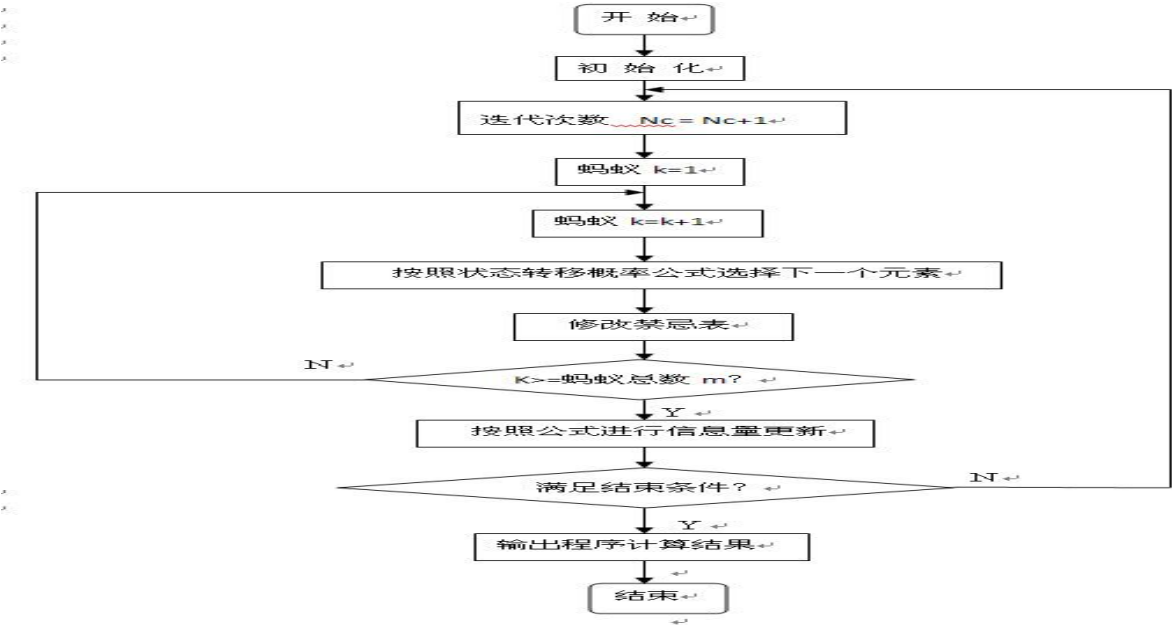 开 始
初 始 化
迭代次数 Nc = Nc+1
蚂蚁 k=1
蚂蚁 k=k+1
按照状态转移概率公式选择下一个元素
修改禁忌表
N
K>=蚂蚁总数 m?
Y
按照公式进行信息量更新
满足结束条件?
N
Y
输出程序计算结果
结束